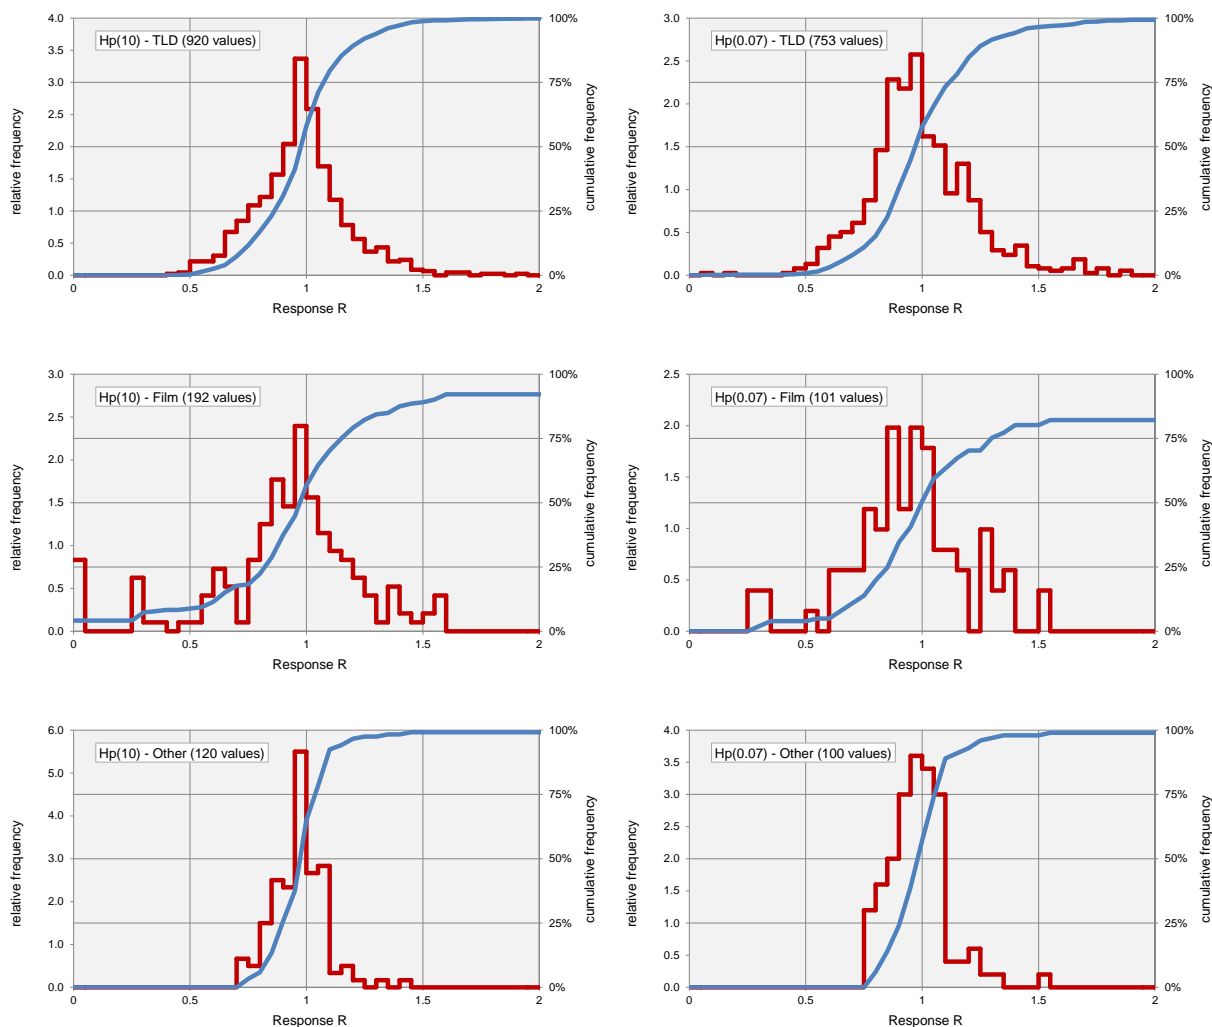 Hp(10) - TLD (920 values)
relative frequency
4.0
3.5
3.0
2.5
2.0
1.5
1.0
0.5
0.0
100%
75%
50%
25%
0%
cumulative frequency
0 0.5 1 1.5 2
Response R
Hp(0.07) - TLD (753 values)
relative frequency
3.0
2.5
2.0
1.5
1.0
0.5
0.0
100%
75%
50%
25%
0%
cumulative frequency
0 0.5 1 1.5 2
Response R
Hp(10) - Film (192 values)
relative frequency
3.0
2.5
2.0
1.5
1.0
0.5
0.0
100%
75%
50%
25%
0%
cumulative frequency
0 0.5 1 1.5 2
Response R
Hp(0.07) - Film (101 values)
relative frequency
2.5
2.0
1.5
1.0
0.5
0.0
100%
75%
50%
25%
0%
cumulative frequency
0 0.5 1 1.5 2
Response R
Hp(10) - Other (120 values)
relative frequency
6.0
5.0
4.0
3.0
2.0
1.0
0.0
100%
75%
50%
25%
0%
cumulative frequency
0 0.5 1 1.5 2
Response R
Hp(0.07) - Other (100 values)
relative frequency
4.0
3.5
3.0
2.5
2.0
1.5
1.0
0.5
0.0
100%
75%
50%
25%
0%
cumulative frequency
0 0.5 1 1.5 2
Response R